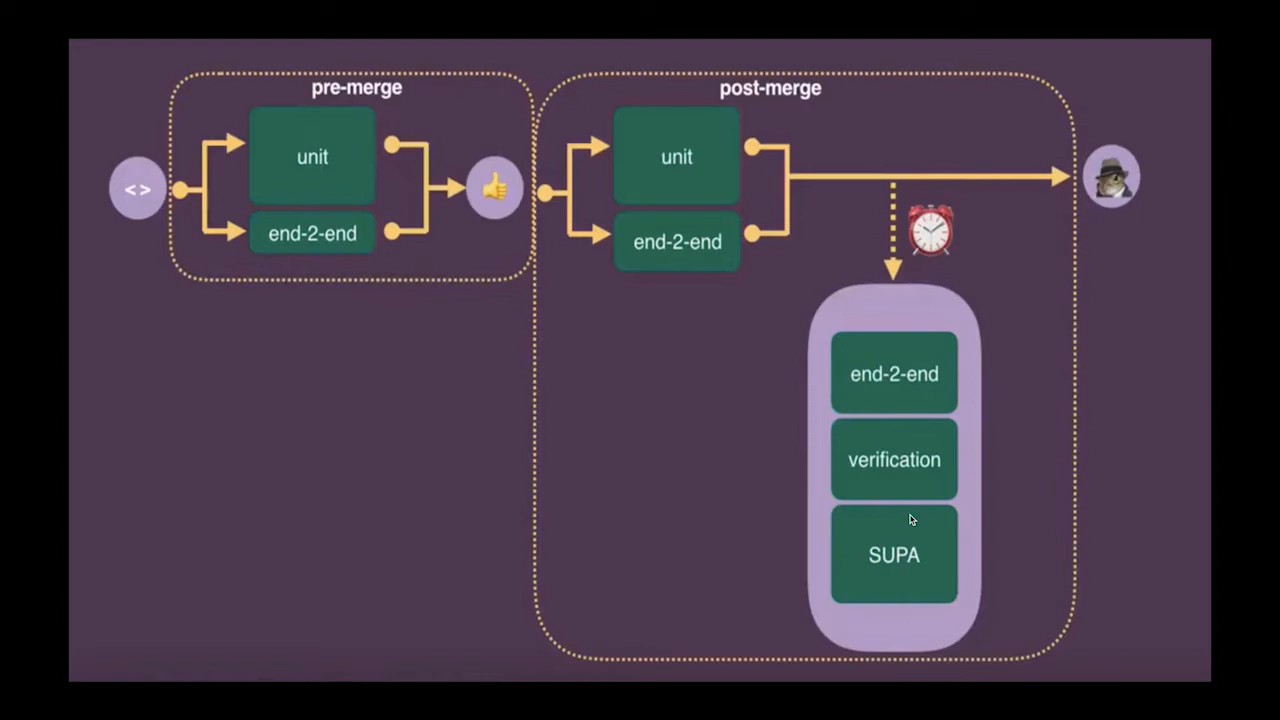 pre-merge
post-merge
< >
unit
end-2-end
unit
end-2-end
end-2-end
verification
SUPA